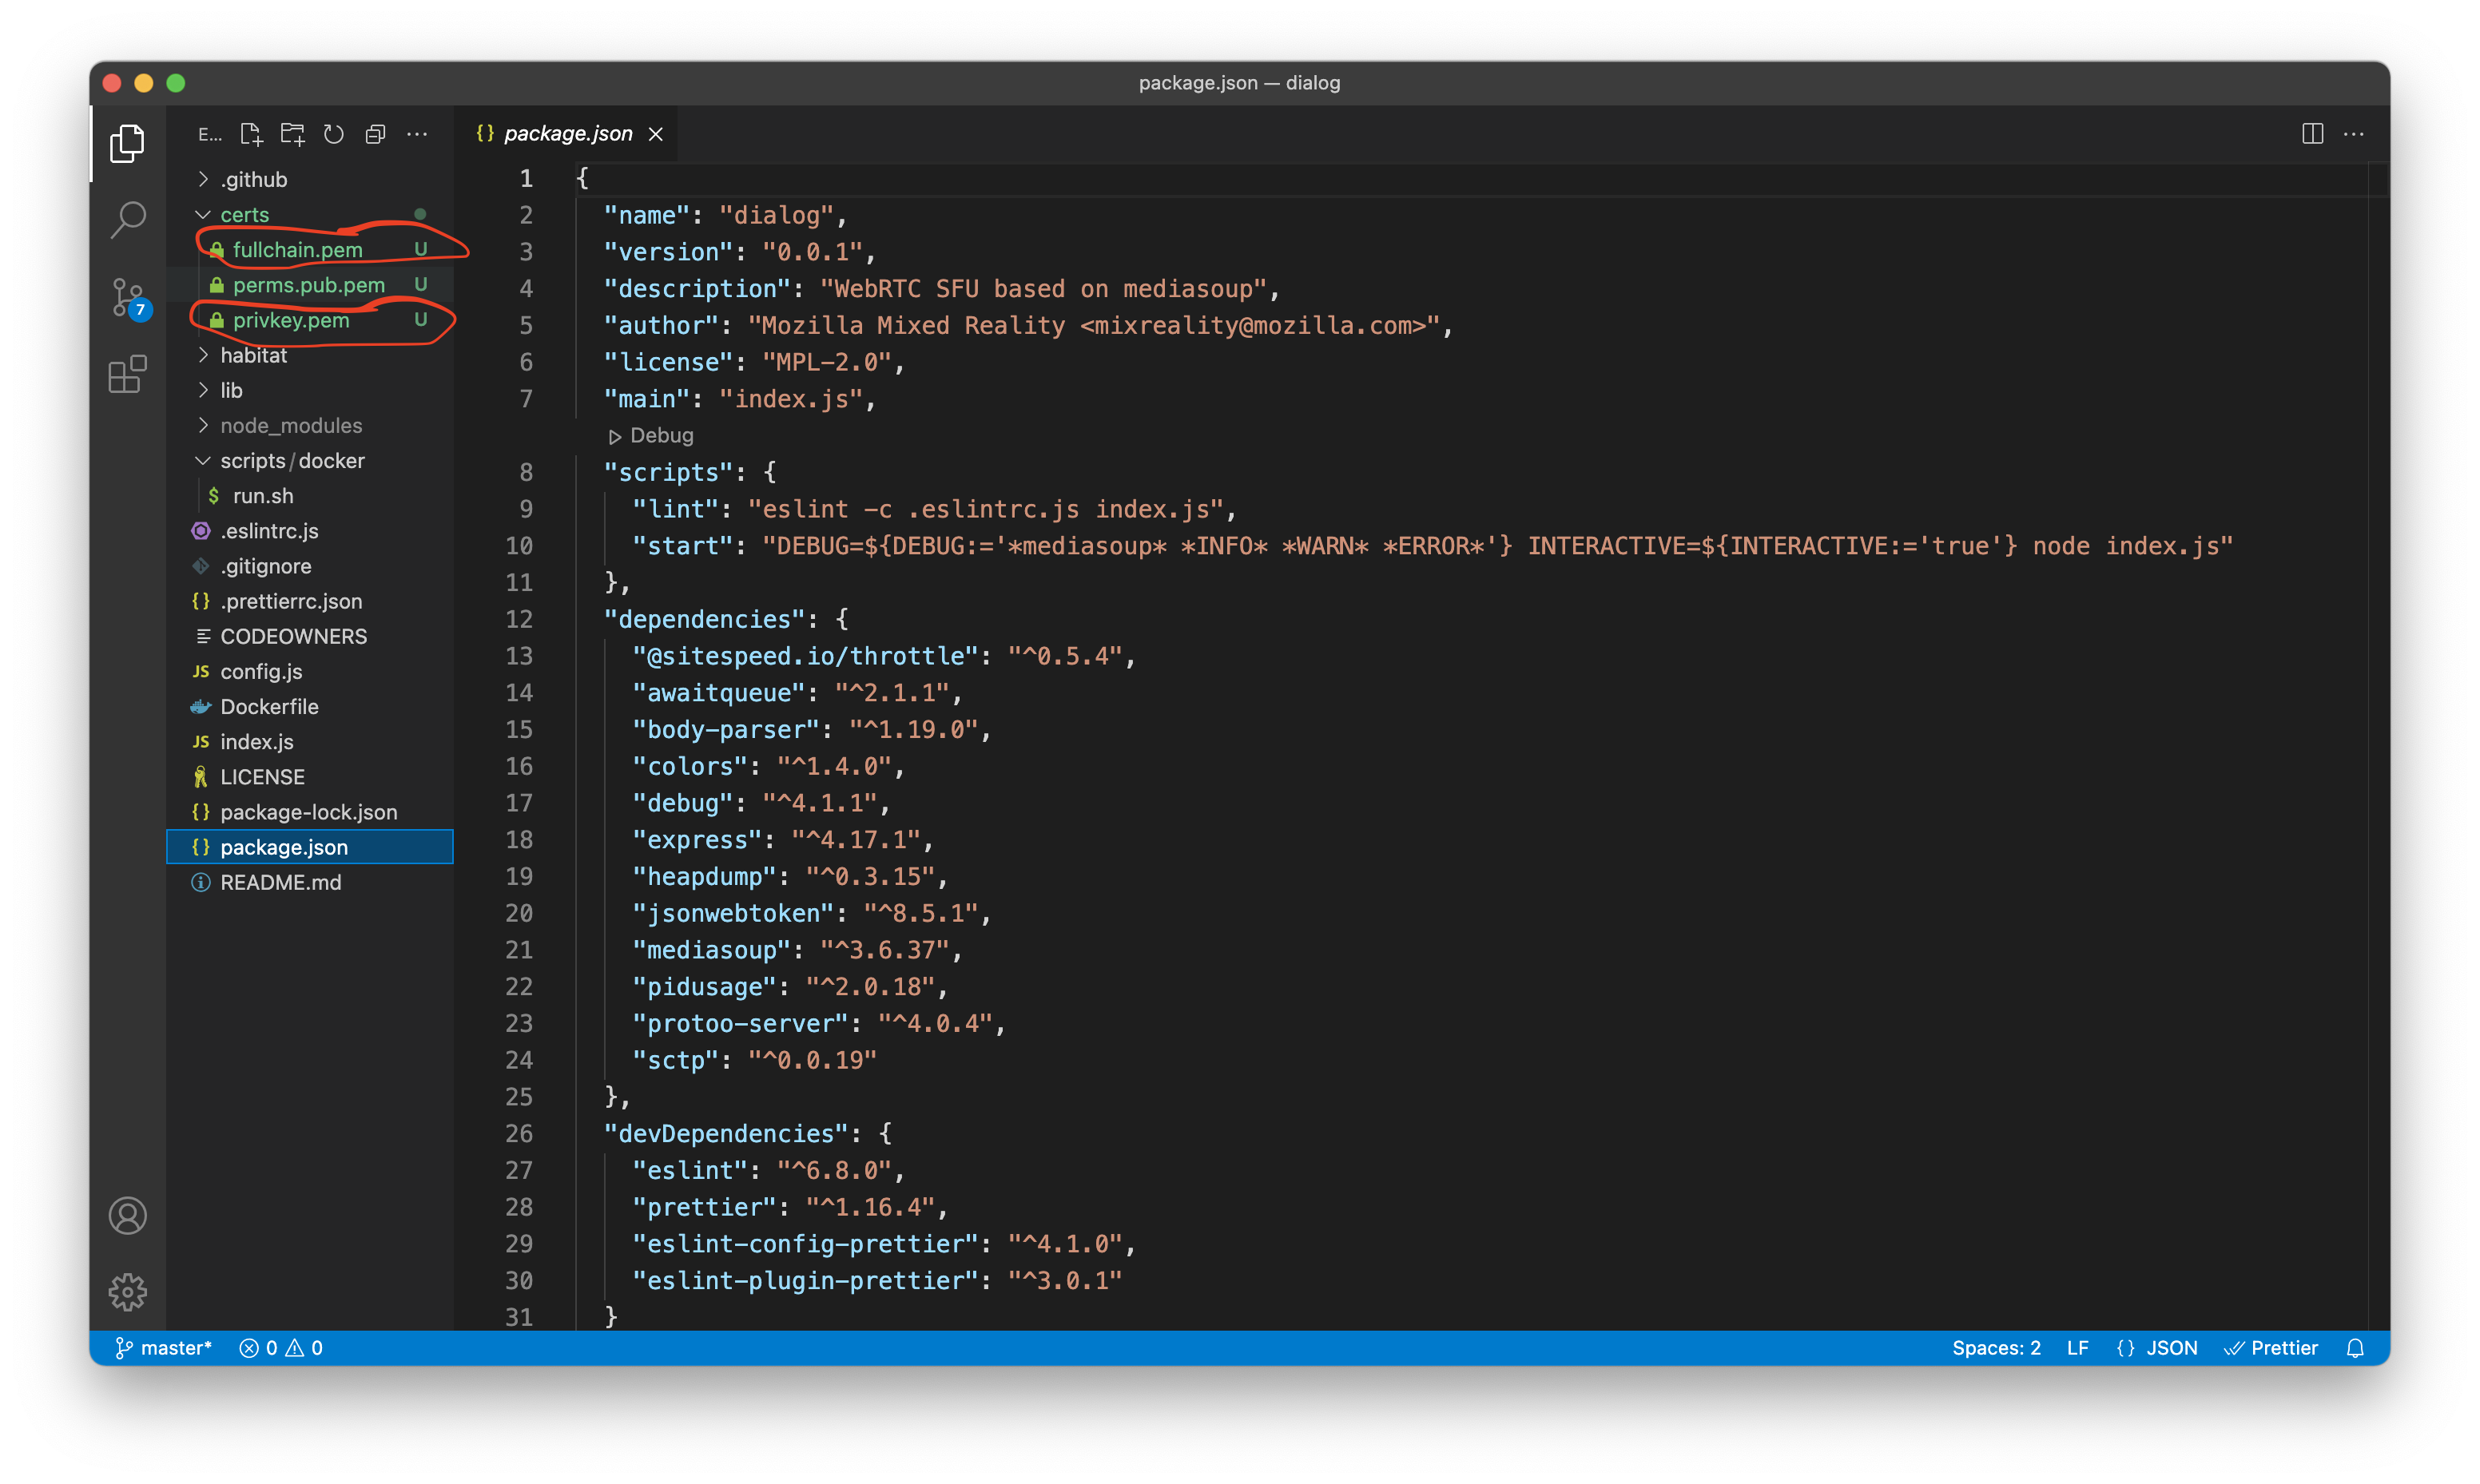 package.json — dialog
E...
{} package.json
.github
certs
fullchain.pem U
perms.pub.pem U
privkey.pem U
habitat
lib
node_modules
scripts/docker
$ run.sh
.eslintrc.js
.gitignore
{} .prettierrc.json
CODEOWNERS
JS config.js
Dockerfile
JS index.js
LICENSE
{} package-lock.json
{} package.json
README.md
7
1 {
2 "name": "dialog",
3 "version": "0.0.1",
4 "description": "WebRTC SFU based on mediasoup",
5 "author": "Mozilla Mixed Reality <mixreality@mozilla.com>",
6 "license": "MPL-2.0",
7 "main": "index.js",
Debug
8 "scripts": {
9 "lint": "eslint -c .eslintrc.js index.js",
10 "start": "DEBUG=${DEBUG:='*mediasoup* *INFO* *WARN* *ERROR*'} INTERACTIVE=${INTERACTIVE:='true'} node index.js"
11 },
12 "dependencies": {
13 "@sitespeed.io/throttle": "^0.5.4",
14 "awaitqueue": "^2.1.1",
15 "body-parser": "^1.19.0",
16 "colors": "^1.4.0",
17 "debug": "^4.1.1",
18 "express": "^4.17.1",
19 "heapdump": "^0.3.15",
20 "jsonwebtoken": "^8.5.1",
21 "mediasoup": "^3.6.37",
22 "pidusage": "^2.0.18",
23 "protoo-server": "^4.0.4",
24 "sctp": "^0.0.19"
25 },
26 "devDependencies": {
27 "eslint": "^6.8.0",
28 "prettier": "^1.16.4",
29 "eslint-config-prettier": "^4.1.0",
30 "eslint-plugin-prettier": "^3.0.1"
31 }
master* 0 0 Spaces: 2 LF {} JSON Prettier